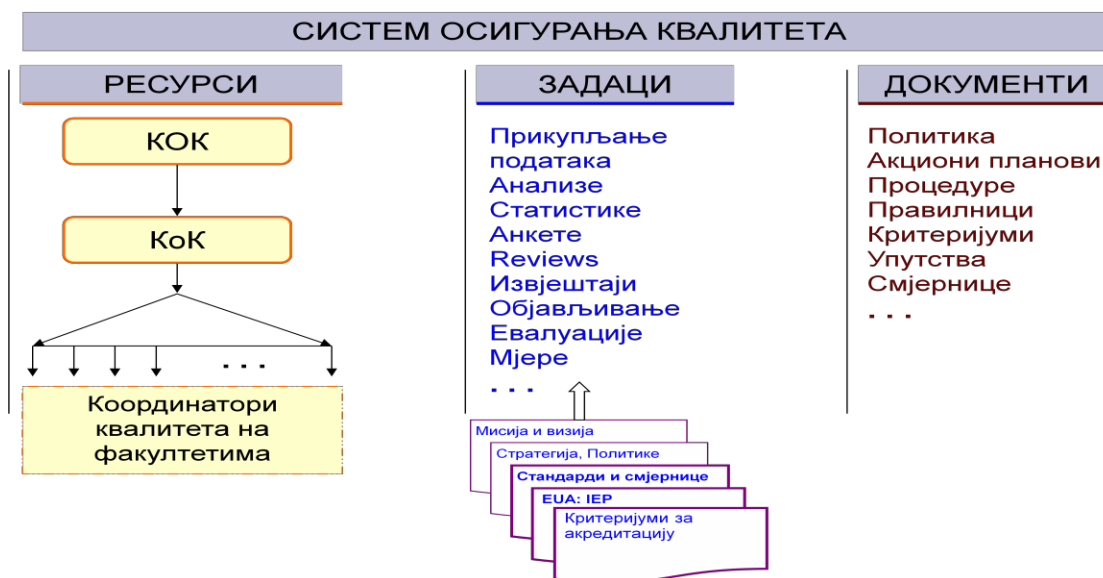 СИСТЕМ ОСИГУРАЊА КВАЛИТЕТА
РЕСУРСИ
КОК
КоК
. . .
Координатори
квалитета на
факултетима
ЗАДАЦИ
Прикупљање
података
Анализе
Статистике
Анкете
Reviews
Извјештаји
Објављивање
Евалуације
Мјере
. . .
Мисија и визија
Стратегија, Политике
Стандарди и смјернице
EUA: IEP
Критеријуми за
акредитацију
ДОКУМЕНТИ
Политика
Акциони планови
Процедуре
Правилници
Критеријуми
Упутства
Смјернице
. . .